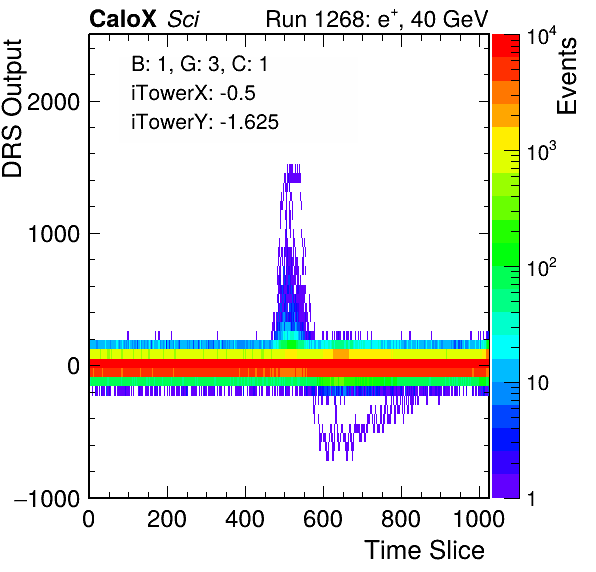 CaloX Sci Run 1268: e⁺, 40 GeV
B: 1, G: 3, C: 1
iTowerX: -0.5
iTowerY: -1.625
DRS Output
2000
1000
0
−1000
0 200 400 600 800 1000
Time Slice
Events
10⁴
10³
10²
10
1